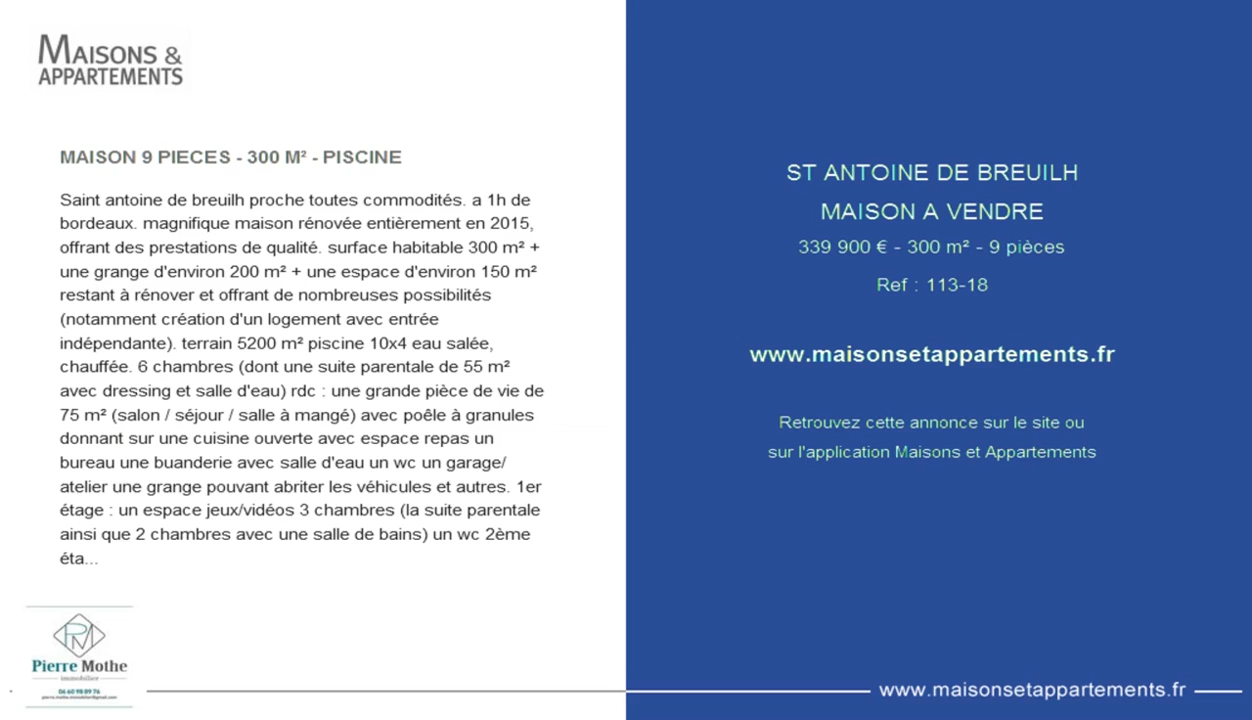 MAISONS &
APPARTEMENTS
MAISON 9 PIECES - 300 M² - PISCINE
Saint antoine de breuilh proche toutes commodités. a 1h de
bordeaux. magnifique maison rénovée entièrement en 2015,
offrant des prestations de qualité. surface habitable 300 m² +
une grange d'environ 200 m² + une espace d'environ 150 m²
restant à rénover et offrant de nombreuses possibilités
(notamment création d'un logement avec entrée
indépendante). terrain 5200 m² piscine 10x4 eau salée,
chauffée. 6 chambres (dont une suite parentale de 55 m²
avec dressing et salle d'eau) rdc : une grande pièce de vie de
75 m² (salon / séjour / salle à mangé) avec poêle à granules
donnant sur une cuisine ouverte avec espace repas un
bureau une buanderie avec salle d'eau un wc un garage/
atelier une grange pouvant abriter les véhicules et autres. 1er
étage : un espace jeux/vidéos 3 chambres (la suite parentale
ainsi que 2 chambres avec une salle de bains) un wc 2ème
éta...
PM
Pierre Mothe
immobilier
06 60 98 89 76
pierre.mothe.immobilier@gmail.com
ST ANTOINE DE BREUILH
MAISON A VENDRE
339 900 € - 300 m² - 9 pièces
Ref : 113-18
www.maisonsetappartements.fr
Retrouvez cette annonce sur le site ou
sur l'application Maisons et Appartements
www.maisonsetappartements.fr